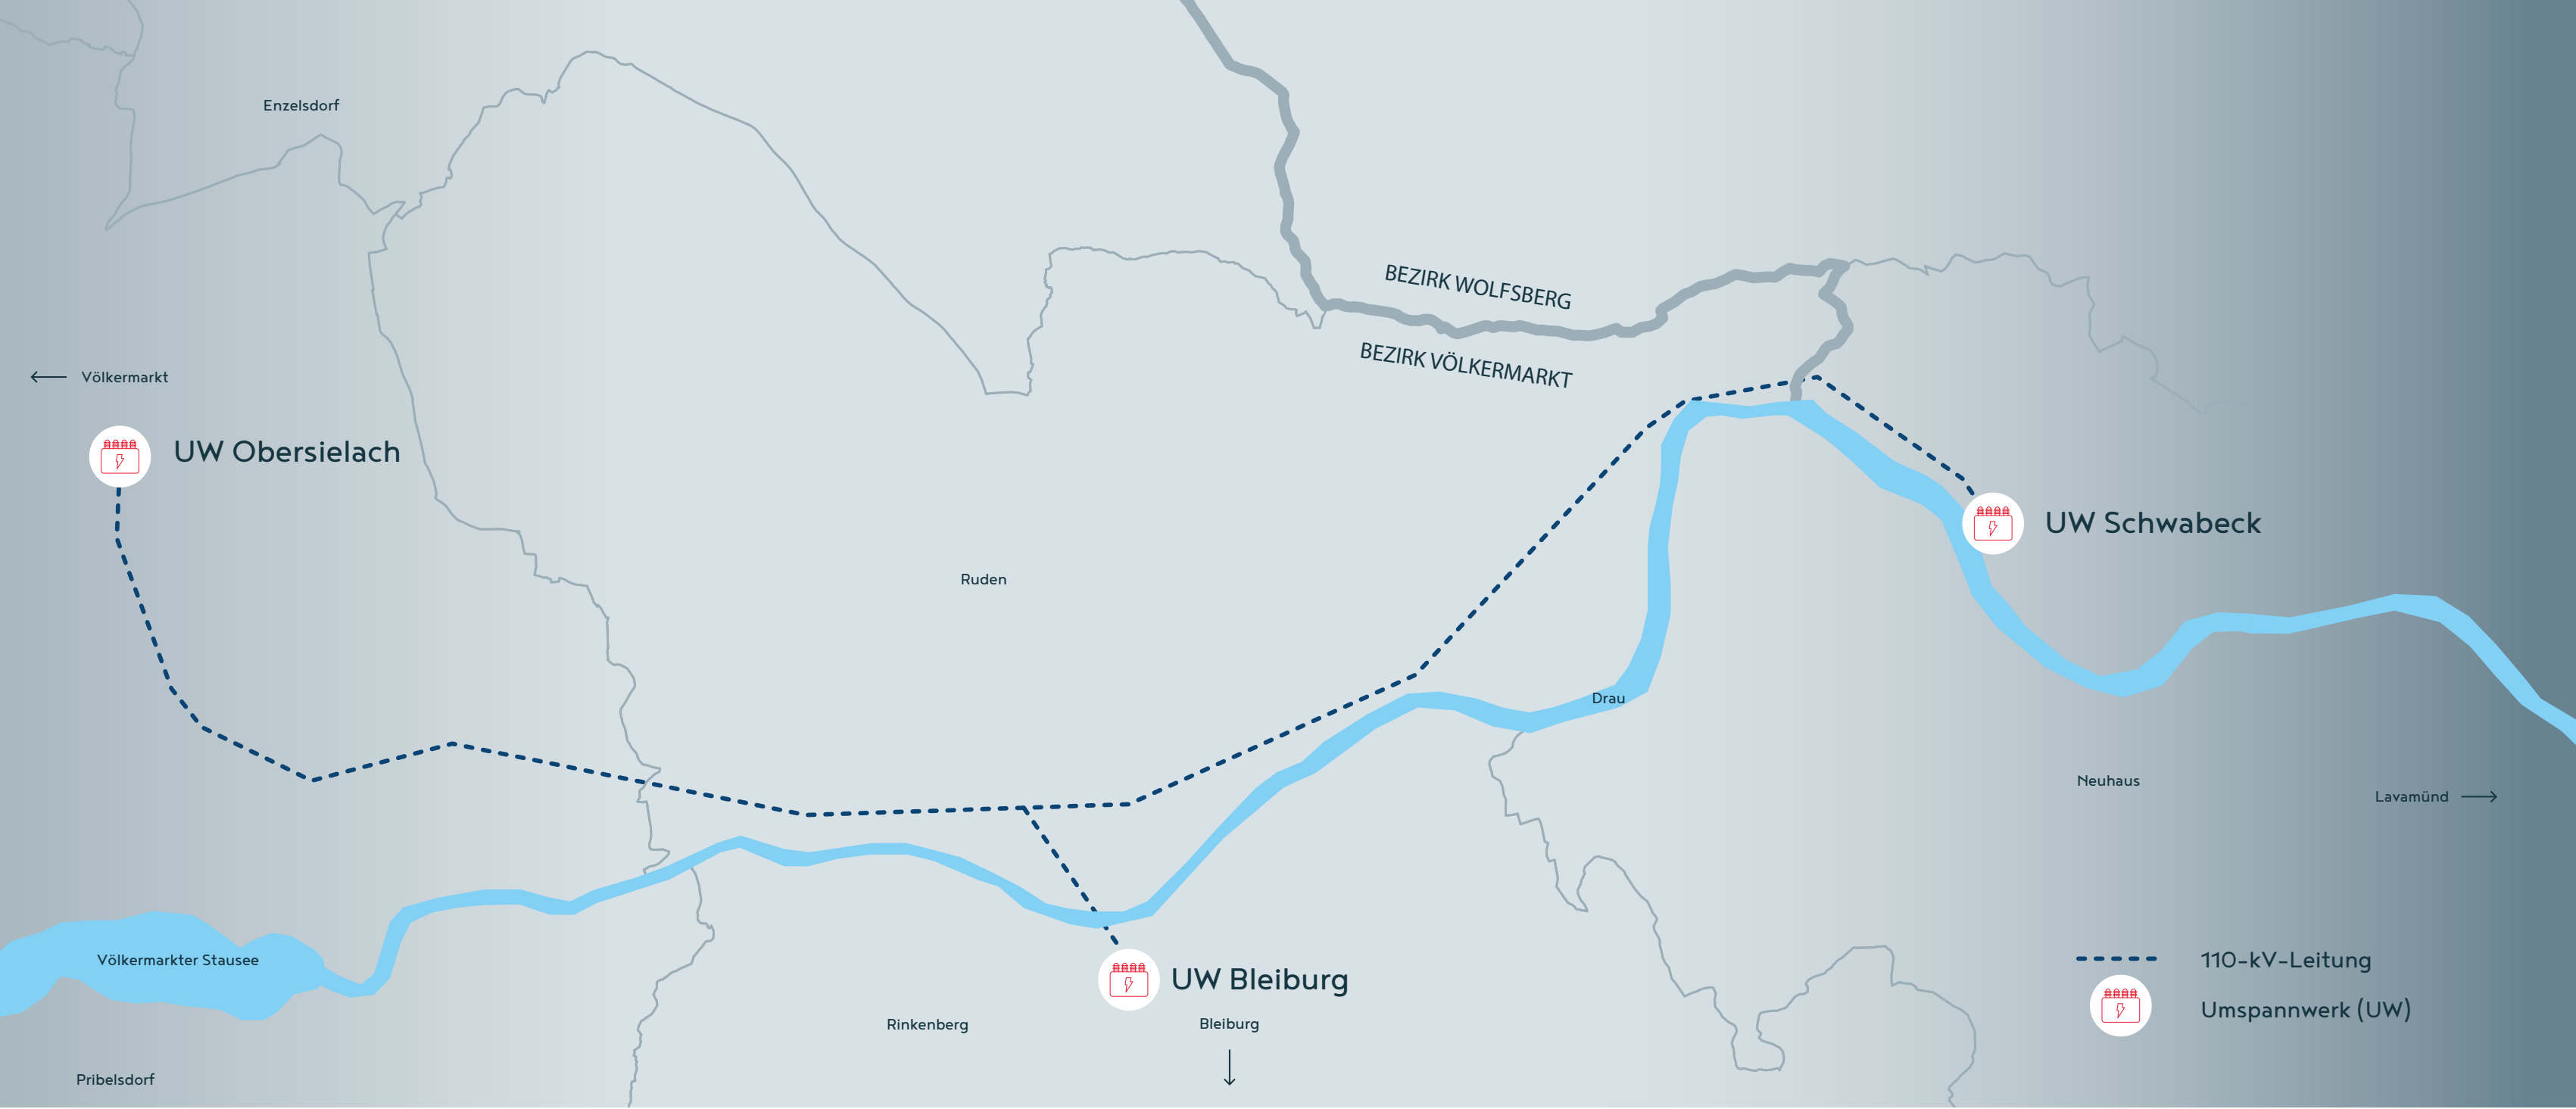 Enzelsdorf
BEZIRK WOLFSBERG
BEZIRK VÖLKERMARKT
Völkermarkt
UW Obersielach
UW Schwabeck
Ruden
Drau
Neuhaus
Lavamünd
Völkermarkter Stausee
UW Bleiburg
110-kV-Leitung
Umspannwerk (UW)
Rinkenberg
Bleiburg
Pribelsdorf